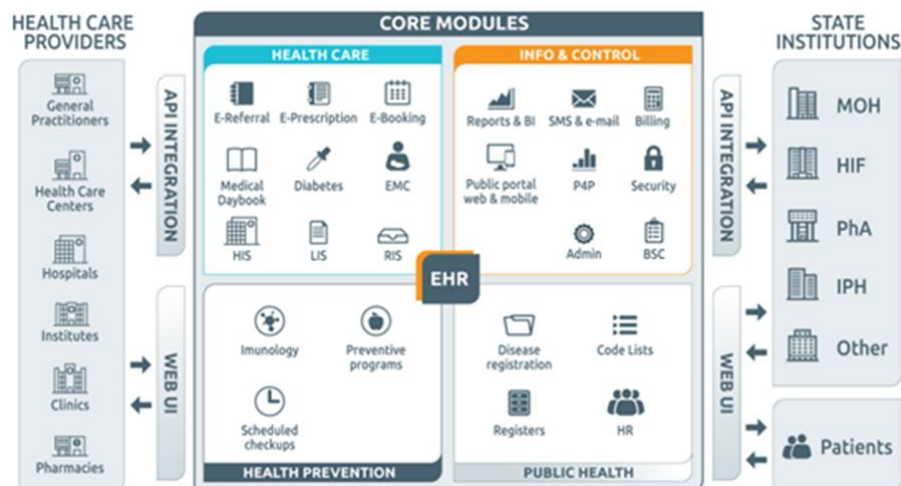 HEALTH CARE
PROVIDERS
General
Practitioners
Health Care
Centers
Hospitals
Institutes
Clinics
Pharmacies
API INTEGRATION
WEB UI
CORE MODULES
HEALTH CARE
E-Referral
E-Prescription
E-Booking
Medical
Daybook
Diabetes
EMC
HIS
LIS
RIS
INFO & CONTROL
Reports & BI
SMS & e-mail
Billing
Public portal
web & mobile
P4P
Security
Admin
BSC
EHR
Imunology
Preventive
programs
Scheduled
checkups
HEALTH PREVENTION
Disease
registration
Code Lists
Registers
HR
PUBLIC HEALTH
API INTEGRATION
WEB UI
STATE
INSTITUTIONS
MOH
HIF
PhA
IPH
Other
Patients